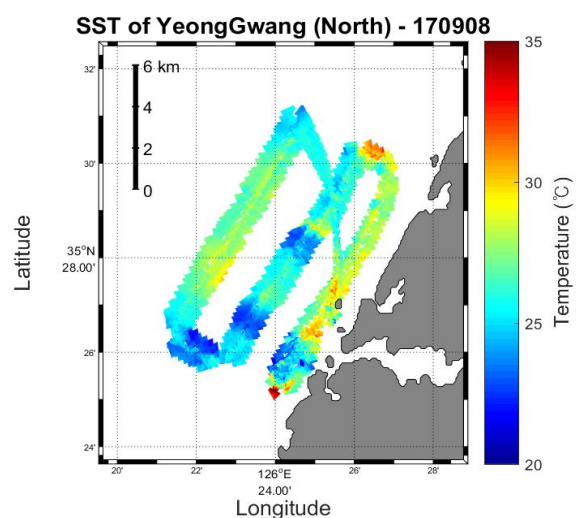 SST of YeongGwang (North) - 170908
35
32'
6 km
4
2
0
30'
30
Latitude
35°N
28.00'
Temperature (℃)
25
26'
24'
20
20'
22'
126°E
24.00'
26'
28'
Longitude